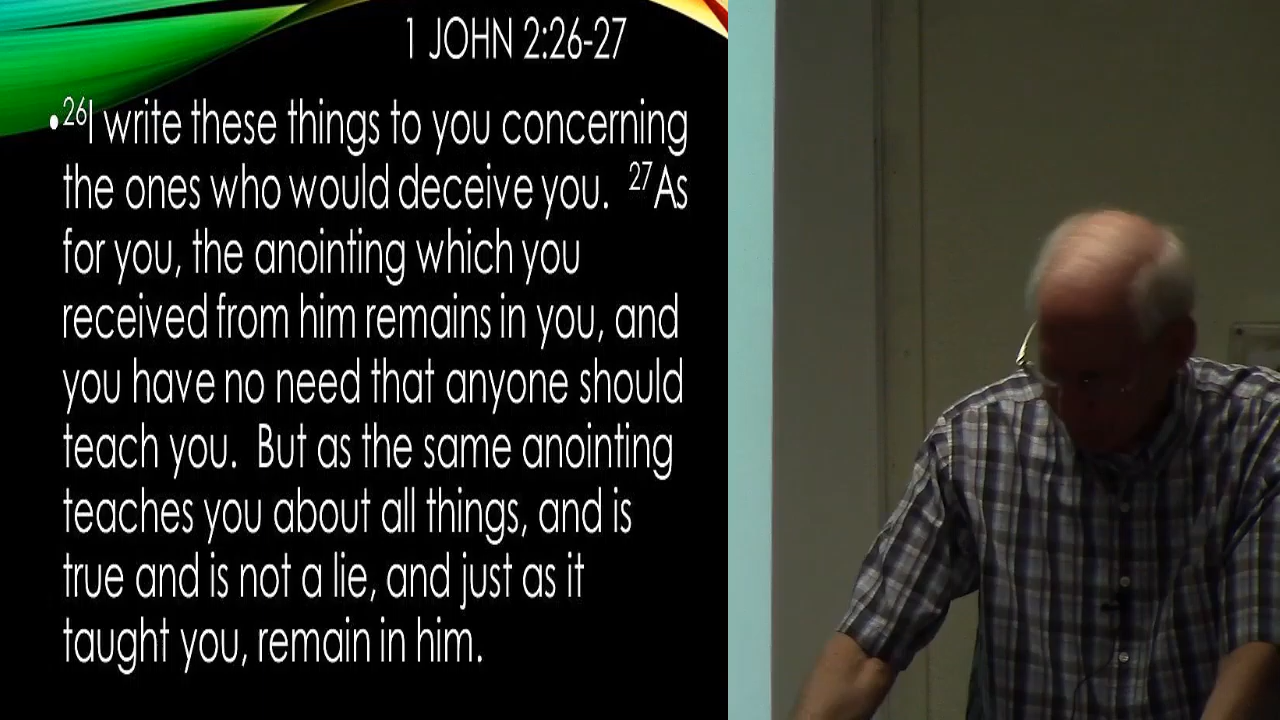 1 JOHN 2:26-27
•26I write these things to you concerning
the ones who would deceive you. 27As
for you, the anointing which you
received from him remains in you, and
you have no need that anyone should
teach you. But as the same anointing
teaches you about all things, and is
true and is not a lie, and just as it
taught you, remain in him.